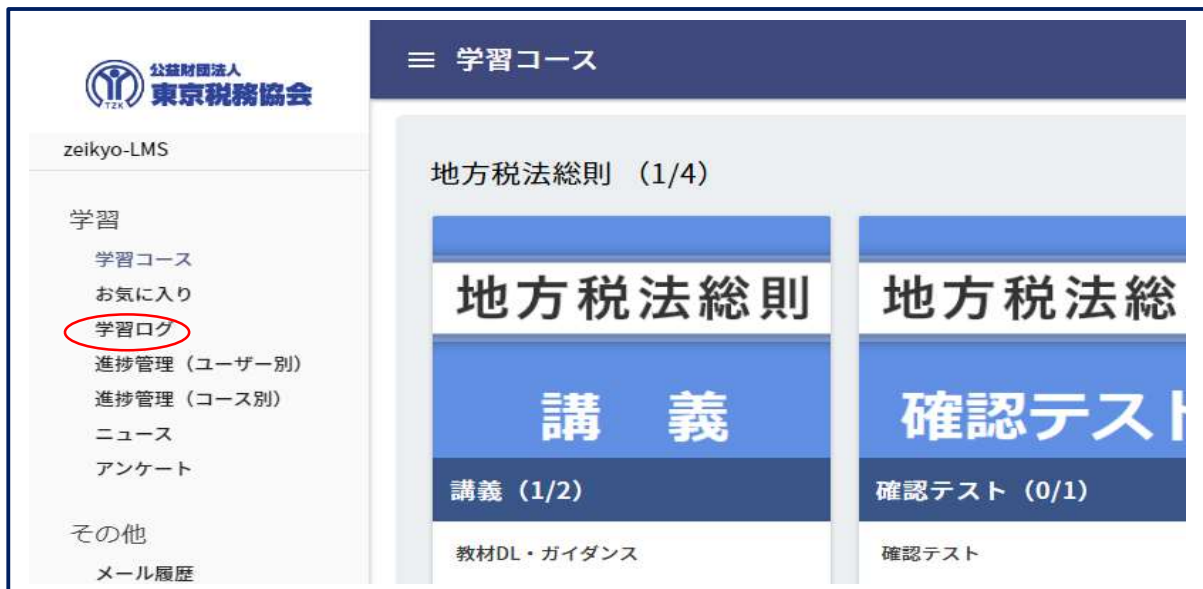 公益財団法人
東京税務協会
TZK
zeikyo-LMS
学習
学習コース
お気に入り
学習ログ
進捗管理（ユーザー別）
進捗管理（コース別）
ニュース
アンケート
その他
メール履歴
学習コース
地方税法総則 （1/4）
地方税法総則
講 義
講義（1/2）
教材DL・ガイダンス
地方税法総
確認テスト
確認テスト（0/1）
確認テスト